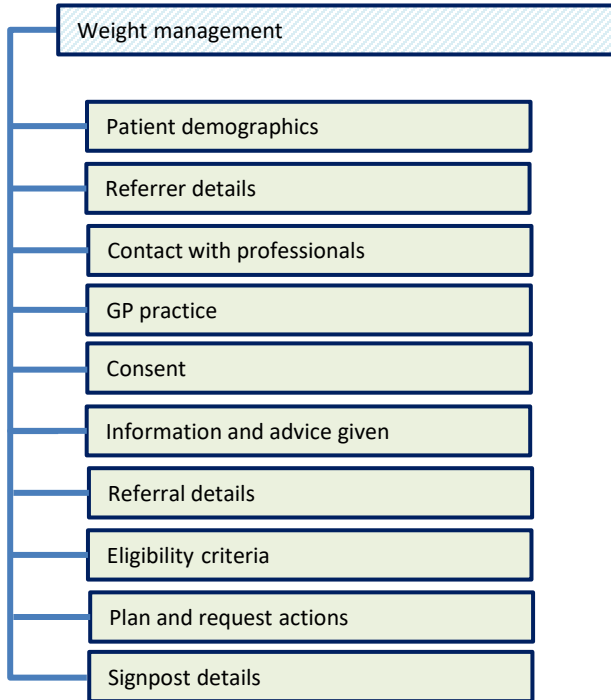 Weight management
Patient demographics
Referrer details
Contact with professionals
GP practice
Consent
Information and advice given
Referral details
Eligibility criteria
Plan and request actions
Signpost details